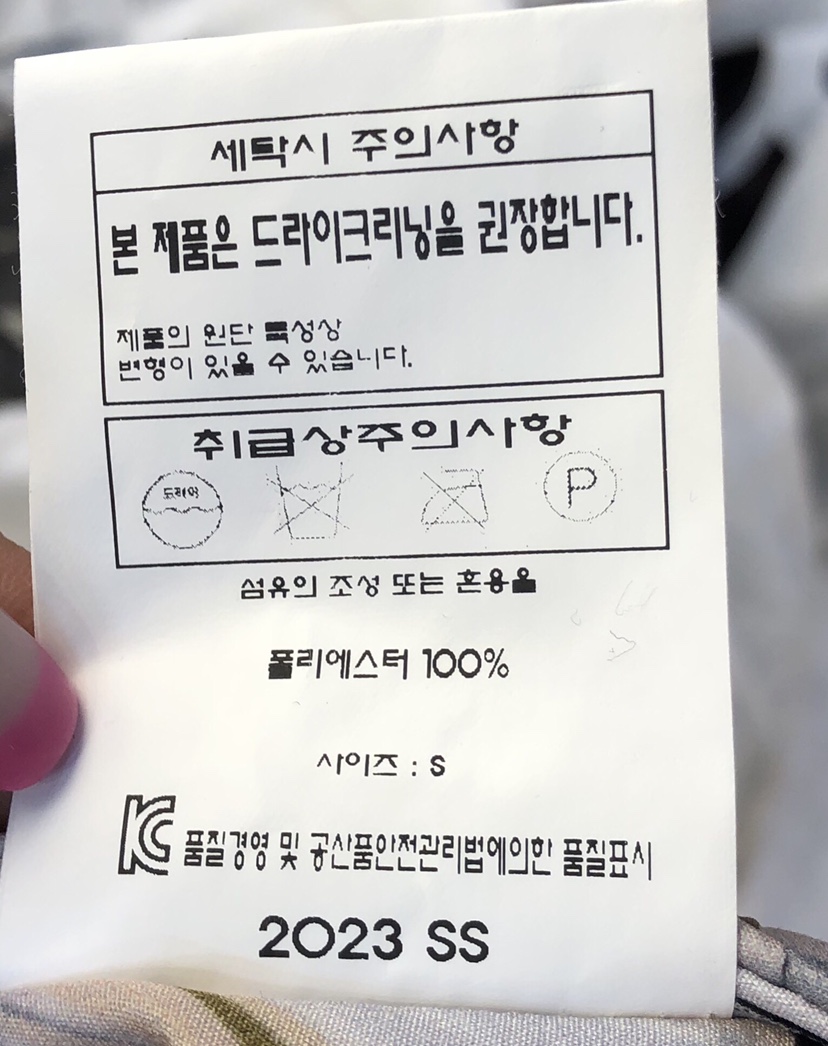 세탁시 주의사항
본 제품은 드라이크리닝을 권장합니다.
제품의 원단 특성상
변형이 있을 수 있습니다.
취급상주의사항
드라이
P
섬유의 조성 또는 혼용율
폴리에스터 100%
사이즈 : S
KC 품질경영 및 공산품안전관리법에의한 품질표시
2023 SS